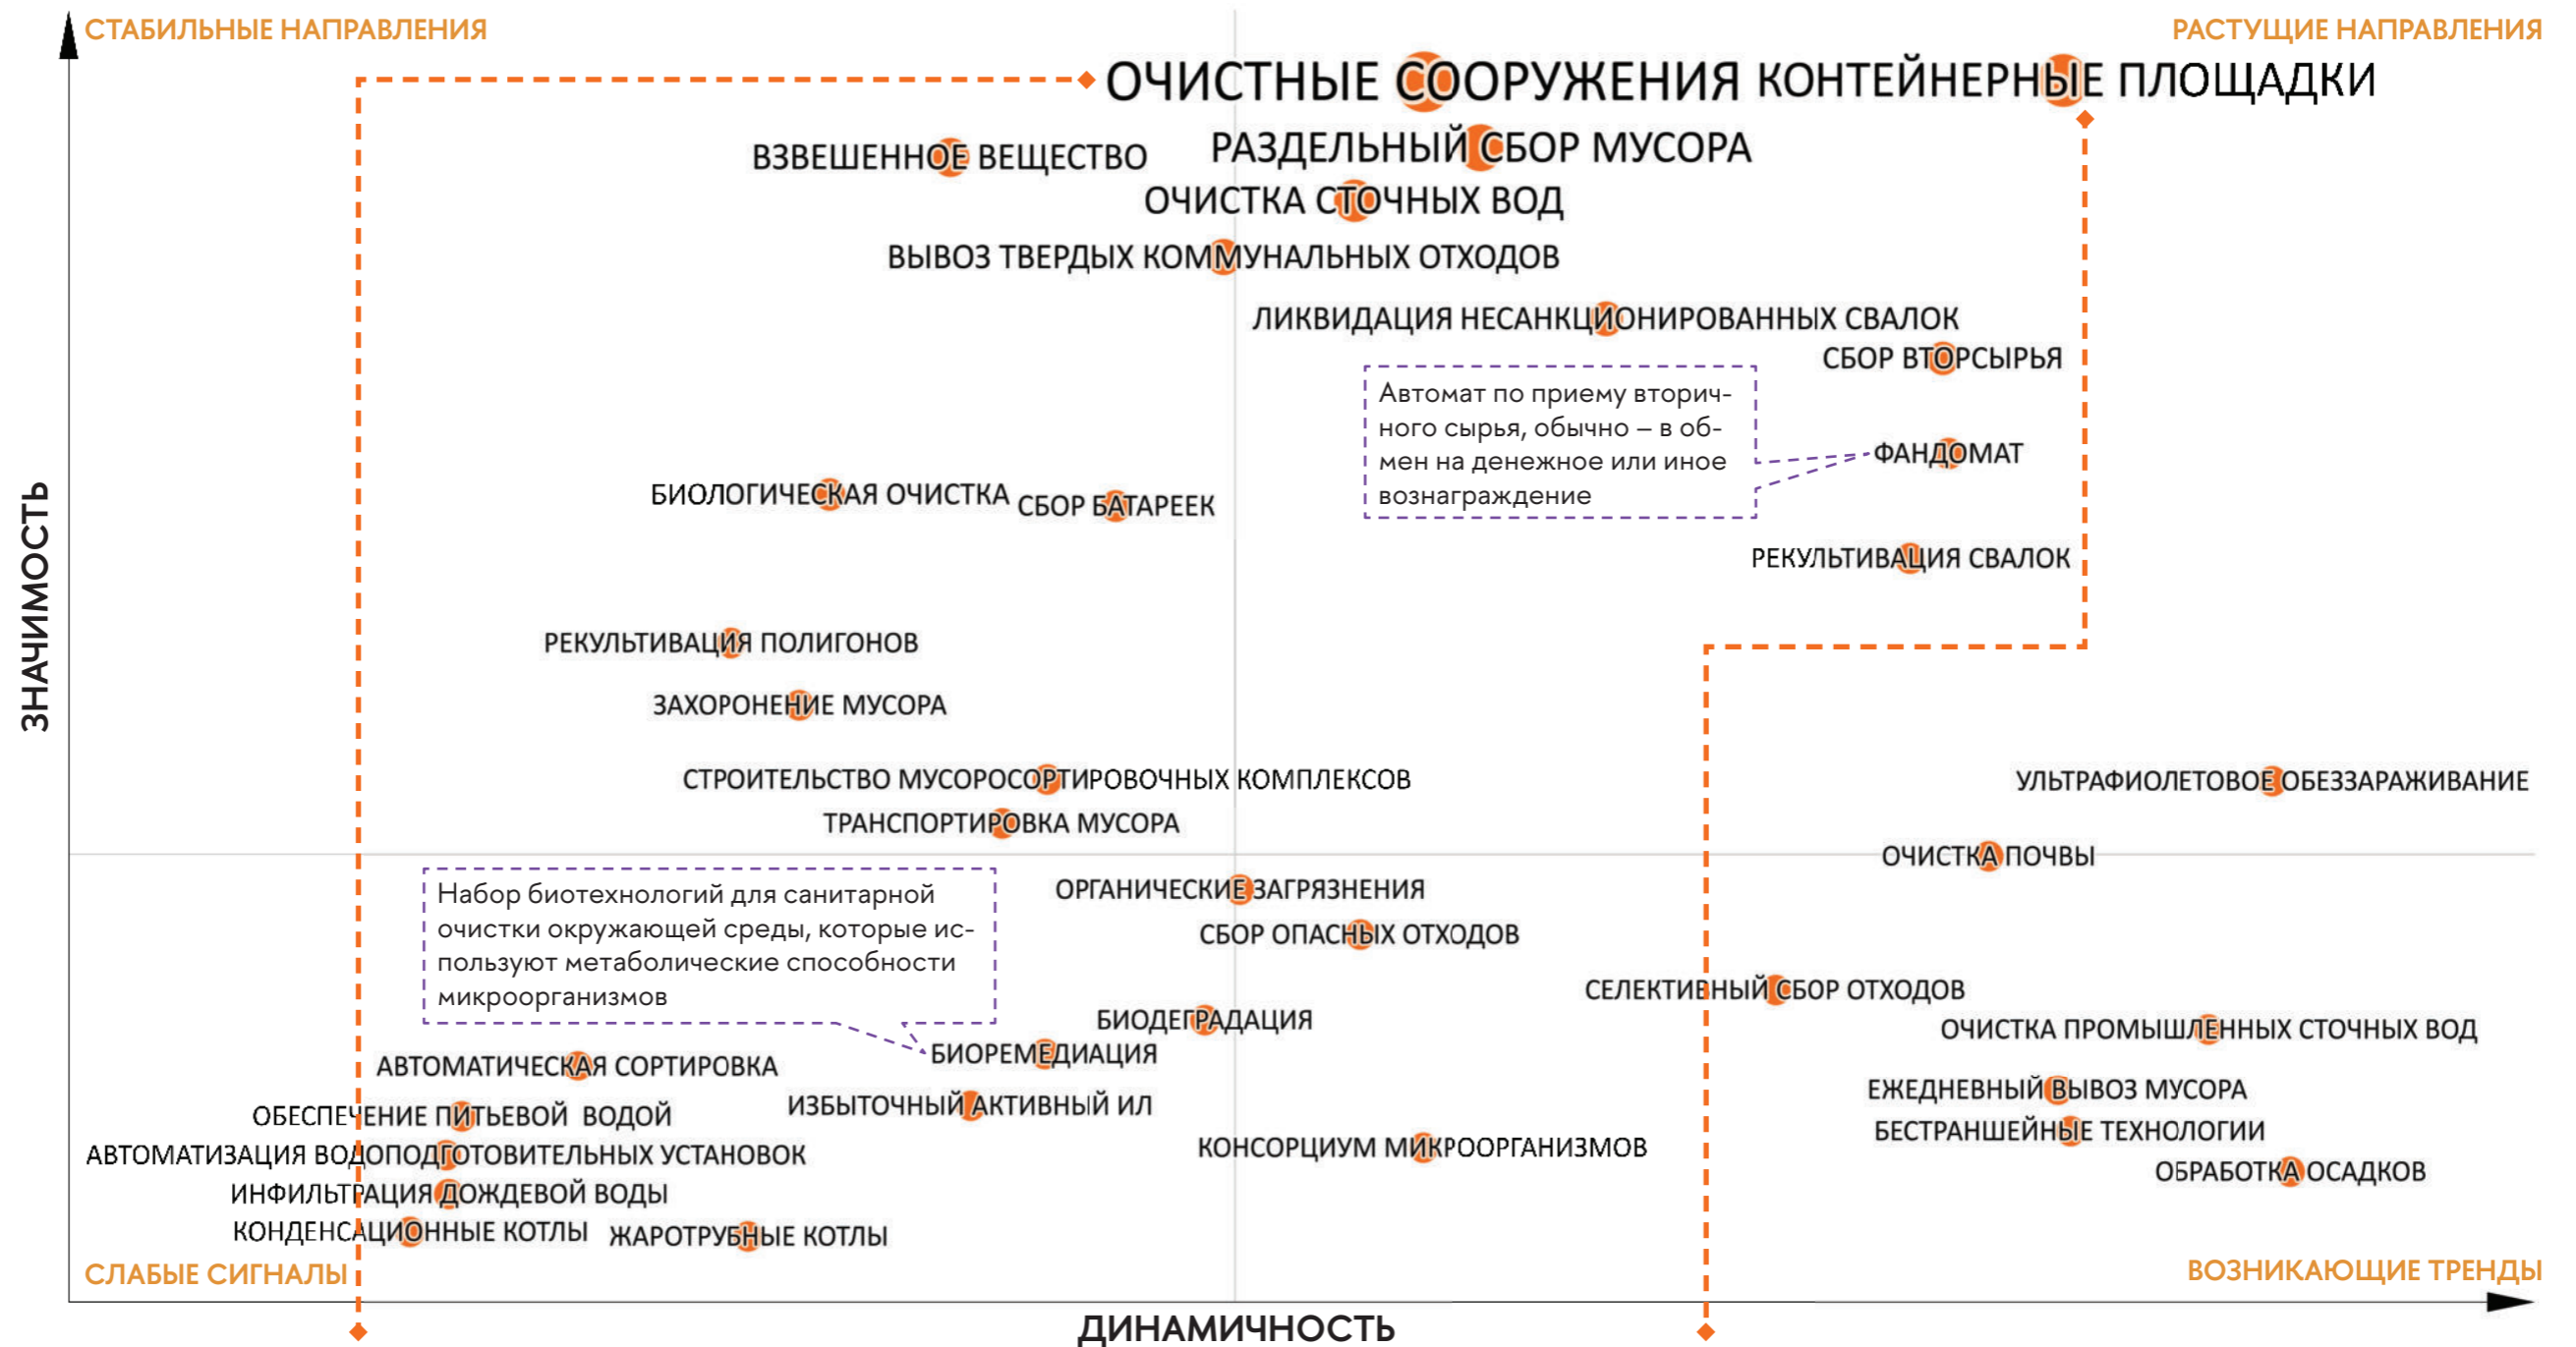 СТАБИЛЬНЫЕ НАПРАВЛЕНИЯ
РАСТУЩИЕ НАПРАВЛЕНИЯ
ОЧИСТНЫЕ СООРУЖЕНИЯ
КОНТЕЙНЕРНЫЕ ПЛОЩАДКИ
ВЗВЕШЕННОЕ ВЕЩЕСТВО
РАЗДЕЛЬНЫЙ СБОР МУСОРА
ОЧИСТКА СТОЧНЫХ ВОД
ВЫВОЗ ТВЕРДЫХ КОММУНАЛЬНЫХ ОТХОДОВ
ЛИКВИДАЦИЯ НЕСАНКЦИОНИРОВАННЫХ СВАЛОК
СБОР ВТОРСЫРЬЯ
Автомат по приему вторич-
ного сырья, обычно – в об-
мен на денежное или иное
вознаграждение
ФАНДОМАТ
БИОЛОГИЧЕСКАЯ ОЧИСТКА
СБОР БАТАРЕЕК
РЕКУЛЬТИВАЦИЯ СВАЛОК
ЗНАЧИМОСТЬ
РЕКУЛЬТИВАЦИЯ ПОЛИГОНОВ
ЗАХОРОНЕНИЕ МУСОРА
СТРОИТЕЛЬСТВО МУСОРОСОРТИРОВОЧНЫХ КОМПЛЕКСОВ
УЛЬТРАФИОЛЕТОВОЕ ОБЕЗЗАРАЖИВАНИЕ
ТРАНСПОРТИРОВКА МУСОРА
ОЧИСТКА ПОЧВЫ
Набор биотехнологий для санитарной
очистки окружающей среды, которые ис-
пользуют метаболические способности
микроорганизмов
ОРГАНИЧЕСКИЕ ЗАГРЯЗНЕНИЯ
СБОР ОПАСНЫХ ОТХОДОВ
СЕЛЕКТИВНЫЙ СБОР ОТХОДОВ
БИОДЕГРАДАЦИЯ
ОЧИСТКА ПРОМЫШЛЕННЫХ СТОЧНЫХ ВОД
БИОРЕМЕДИАЦИЯ
АВТОМАТИЧЕСКАЯ СОРТИРОВКА
ЕЖЕДНЕВНЫЙ ВЫВОЗ МУСОРА
ИЗБЫТОЧНЫЙ АКТИВНЫЙ ИЛ
ОБЕСПЕЧЕНИЕ ПИТЬЕВОЙ ВОДОЙ
БЕСТРАНШЕЙНЫЕ ТЕХНОЛОГИИ
КОНСОРЦИУМ МИКРООРГАНИЗМОВ
АВТОМАТИЗАЦИЯ ВОДОПОДГОТОВИТЕЛЬНЫХ УСТАНОВОК
ОБРАБОТКА ОСАДКОВ
ИНФИЛЬТРАЦИЯ ДОЖДЕВОЙ ВОДЫ
КОНДЕНСАЦИОННЫЕ КОТЛЫ
ЖАРОТРУБНЫЕ КОТЛЫ
СЛАБЫЕ СИГНАЛЫ
ВОЗНИКАЮЩИЕ ТРЕНДЫ
ДИНАМИЧНОСТЬ